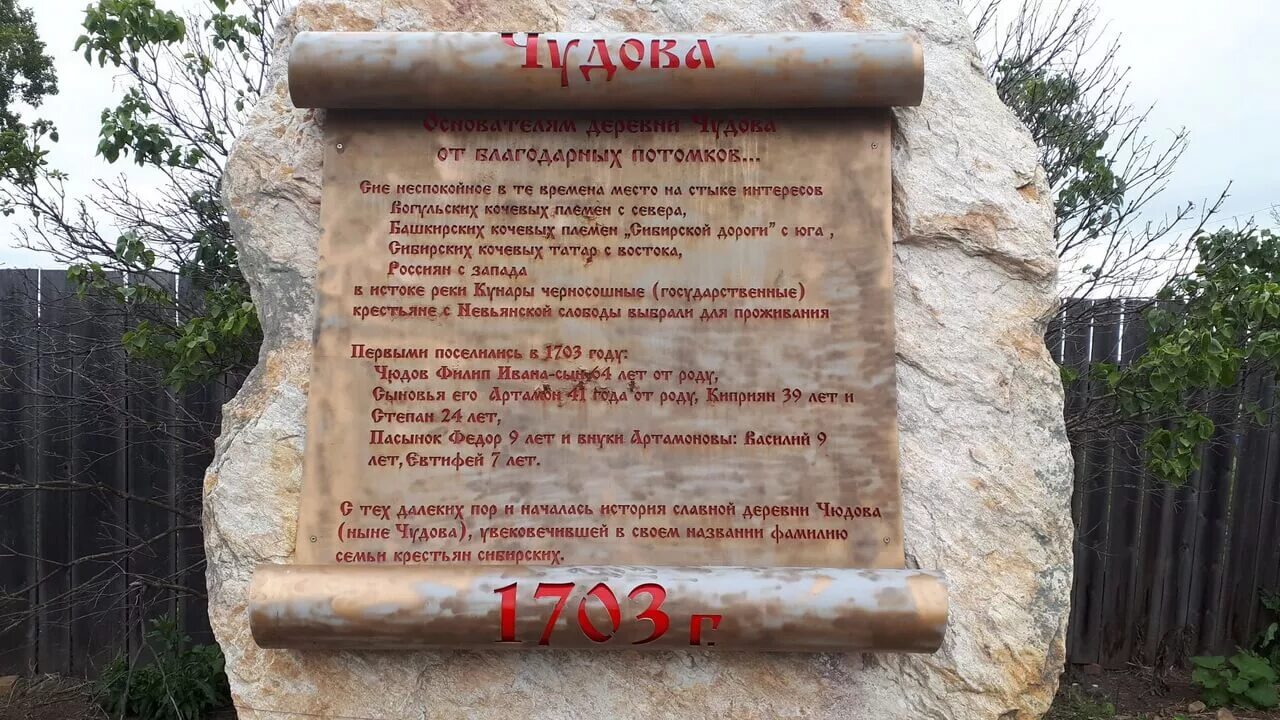 Чудова
Основателям деревни Чудова
от благодарных потомков...
Сие неспокойное в те времена место на стыке интересов
Вогульских кочевых племен с севера,
Башкирских кочевых племен „Сибирской дороги" с юга ,
Сибирских кочевых татар с востока,
Россиян с запада
в истоке реки Кунары черносошные (государственные)
крестьяне с Невьянской слободы выбрали для проживания
Первыми поселились в 1703 году:
Чюдов Филип Ивана-сын 64 лет от роду,
Сыновья его Артамон 41 года от роду, Киприян 39 лет и
Степан 24 лет,
Пасынок Федор 9 лет и внуки Артамоновы: Василий 9
лет, Евтифей 7 лет.
С тех далеких пор и началась история славной деревни Чюдова
(ныне Чудова), увековечившей в своем названии фамилию
семьи крестьян сибирских.
1703 г